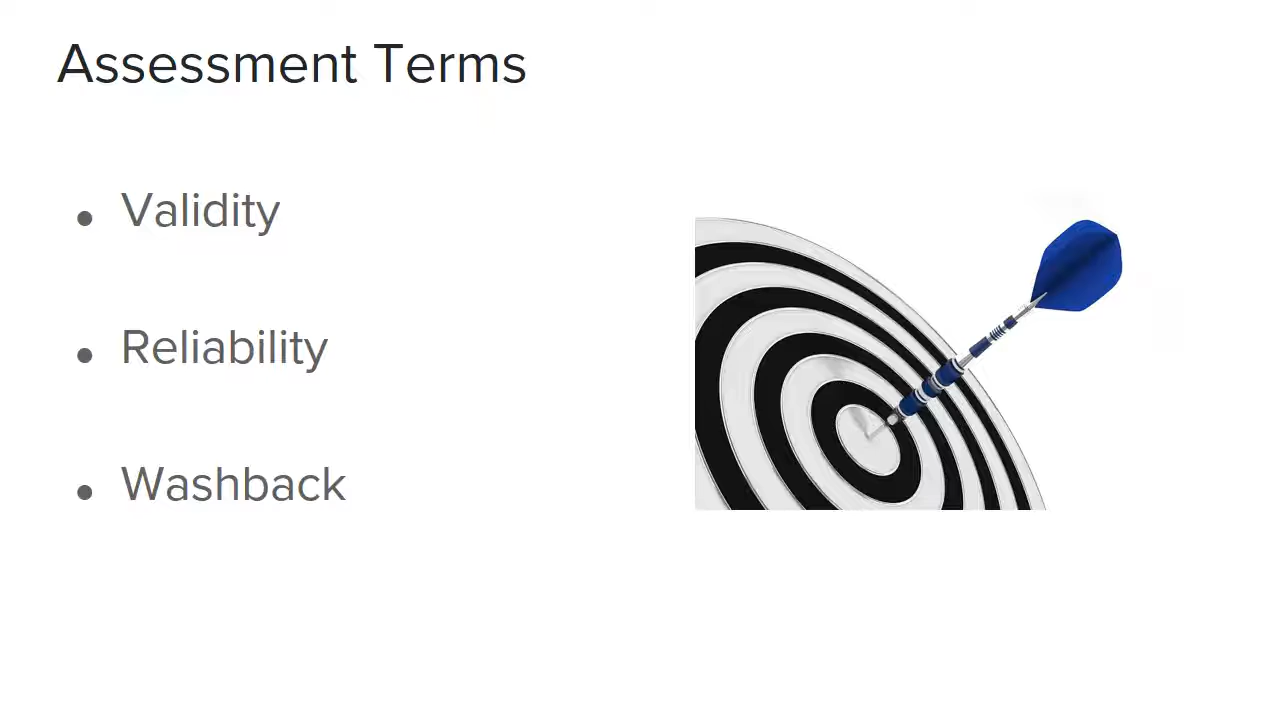 Assessment Terms
• Validity
• Reliability
• Washback